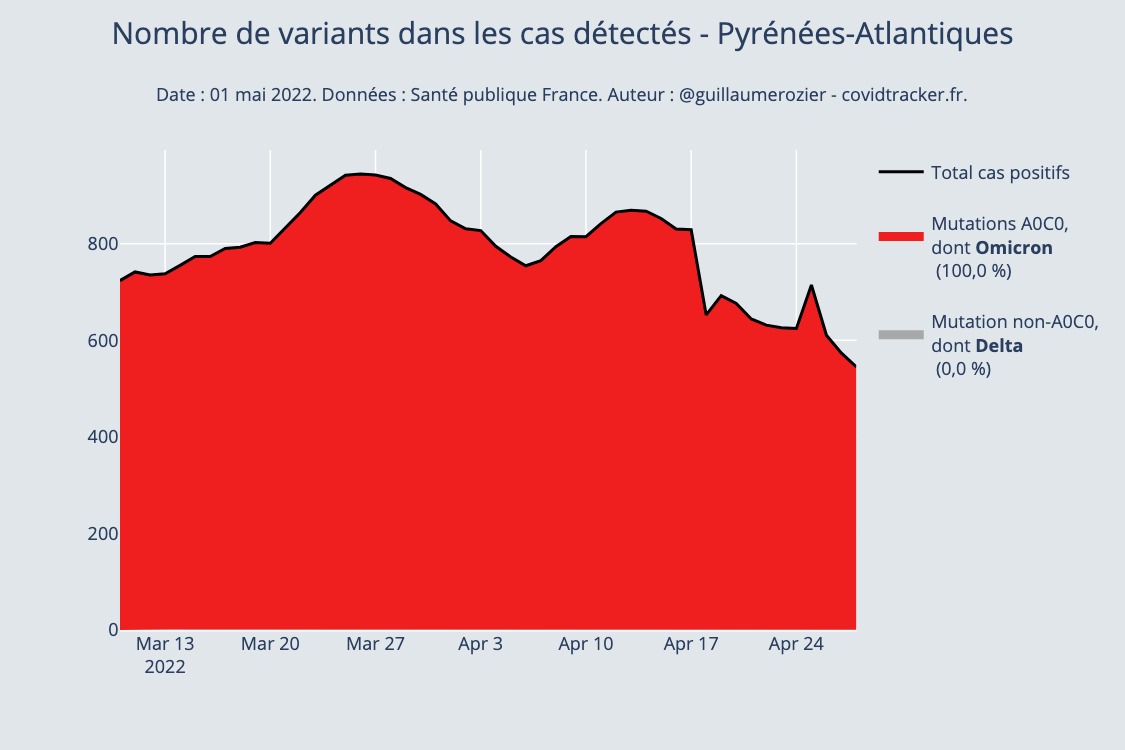 Nombre de variants dans les cas détectés - Pyrénées-Atlantiques
Date : 01 mai 2022. Données : Santé publique France. Auteur : @guillaumerozier - covidtracker.fr.
Total cas positifs
Mutations A0C0,
dont Omicron
(100,0 %)
Mutation non-A0C0,
dont Delta
(0,0 %)
800
600
400
200
0
Mar 13
2022
Mar 20
Mar 27
Apr 3
Apr 10
Apr 17
Apr 24